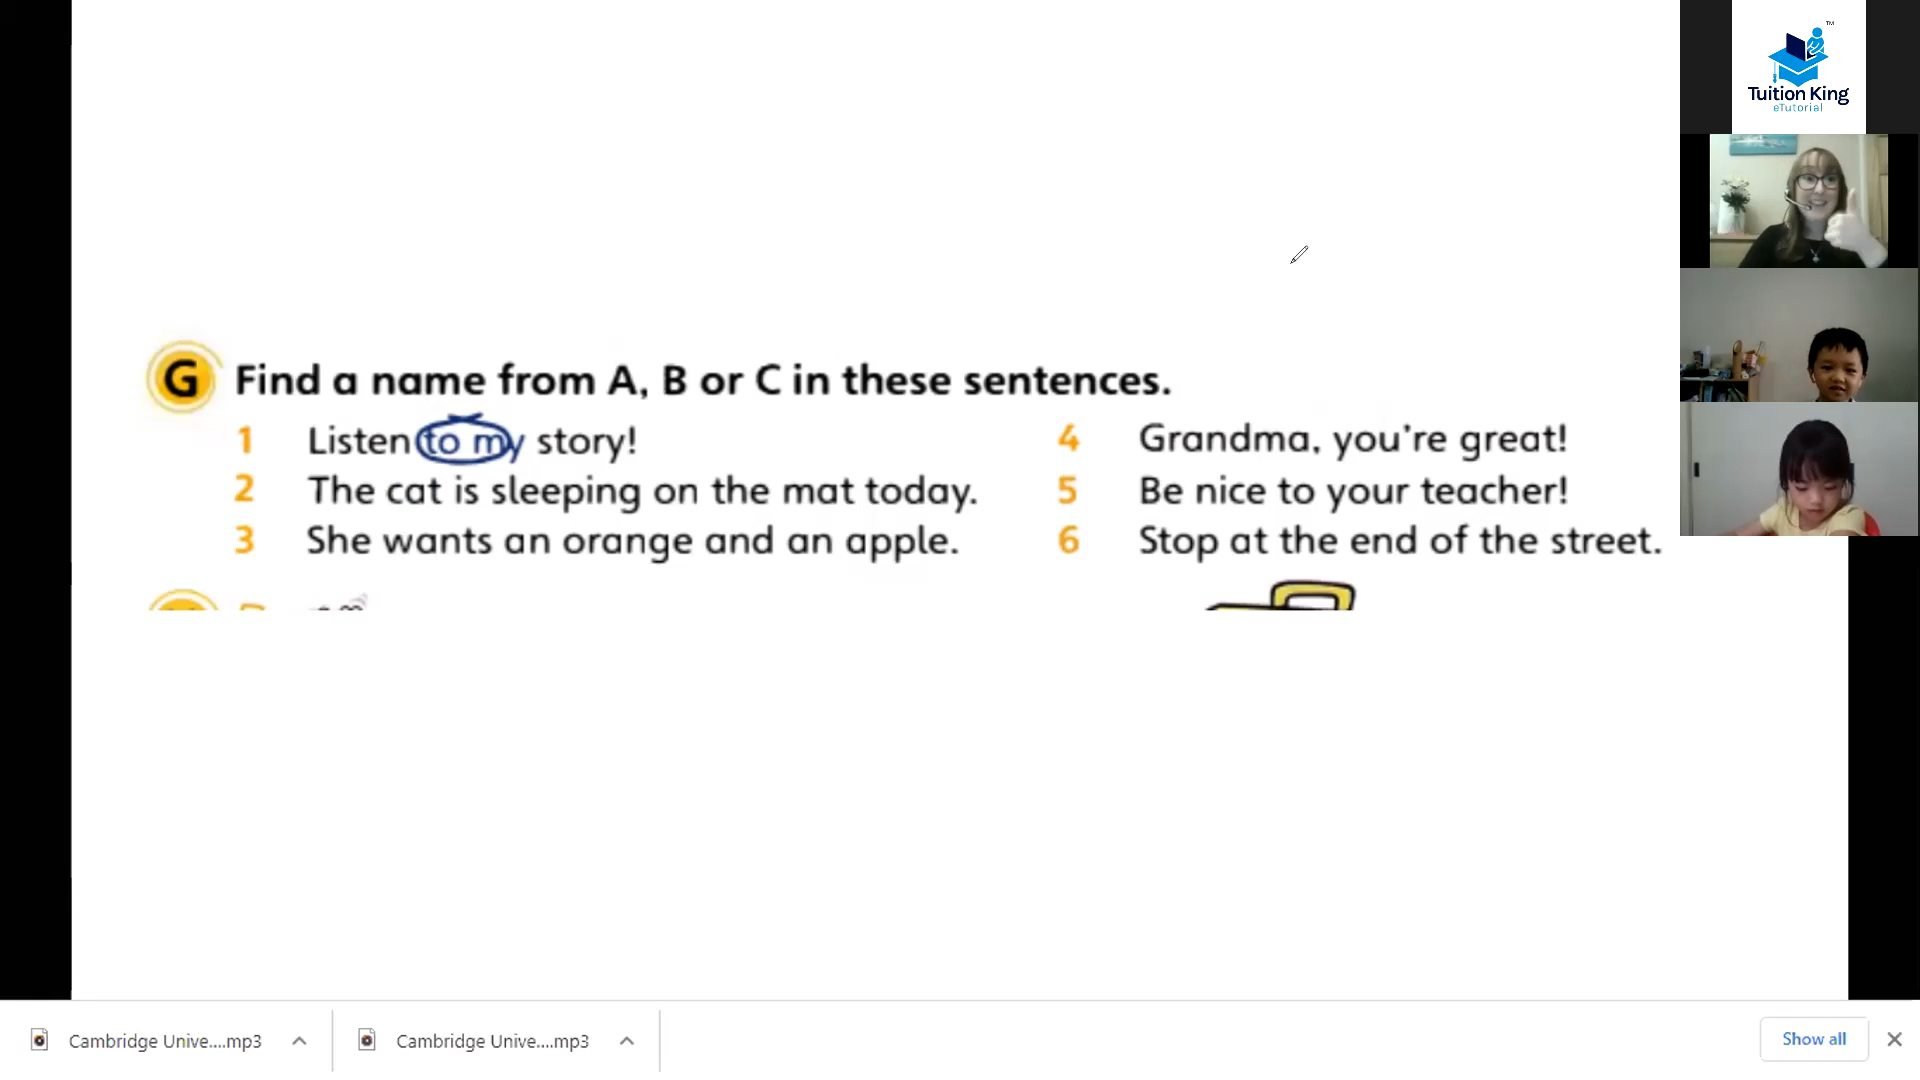 TM
Tuition King
eTutorial
G Find a name from A, B or C in these sentences.
1 Listen to my story!
2 The cat is sleeping on the mat today.
3 She wants an orange and an apple.
4 Grandma, you're great!
5 Be nice to your teacher!
6 Stop at the end of the street.
Cambridge Unive....mp3
Cambridge Unive....mp3
Show all